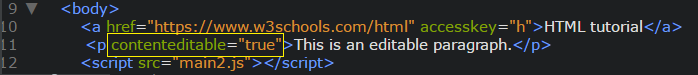 9 ▼ <body>
10 <a href="https://www.w3schools.com/html" accesskey="h">HTML tutorial</a>
11 <p contenteditable="true">This is an editable paragraph.</p>
12 <script src="main2.js"></script>